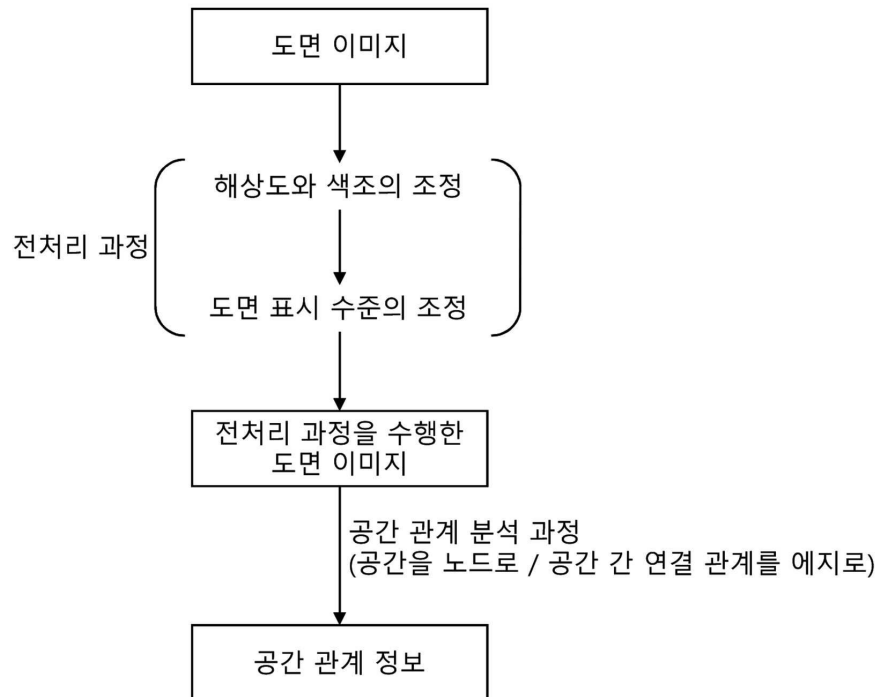 도면 이미지
해상도와 색조의 조정
전처리 과정
도면 표시 수준의 조정
전처리 과정을 수행한
도면 이미지
공간 관계 분석 과정
(공간을 노드로 / 공간 간 연결 관계를 에지로)
공간 관계 정보